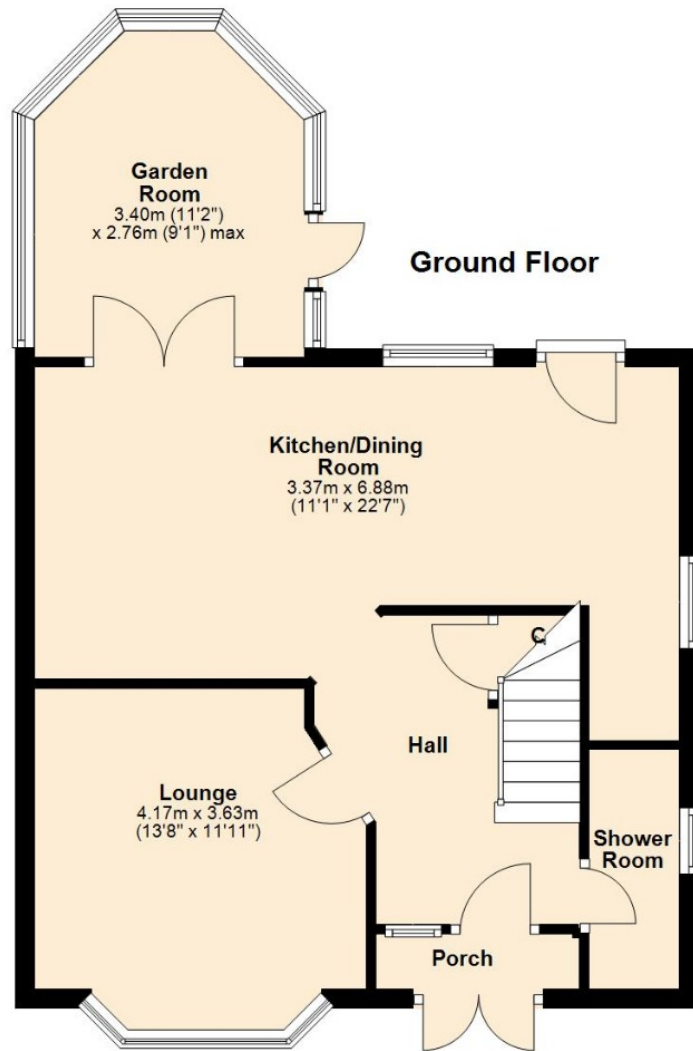 Garden
Room
3.40m (11'2")
x 2.76m (9'1") max
Ground Floor
Kitchen/Dining
Room
3.37m x 6.88m
(11'1" x 22'7")
C
Hall
Lounge
4.17m x 3.63m
(13'8" x 11'11")
Shower
Room
Porch